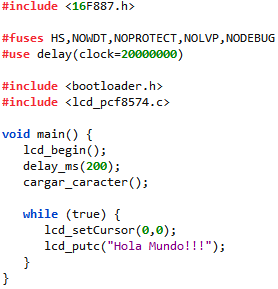 #include <16F887.h>
#fuses HS,NOWDT,NOPROTECT,NOLVP,NODEBUG
#use delay(clock=20000000)
#include <bootloader.h>
#include <lcd_pcf8574.c>
void main() {
lcd_begin();
delay_ms(200);
cargar_caracter();
while (true) {
lcd_setCursor(0,0);
lcd_putc("Hola Mundo!!!");
}
}